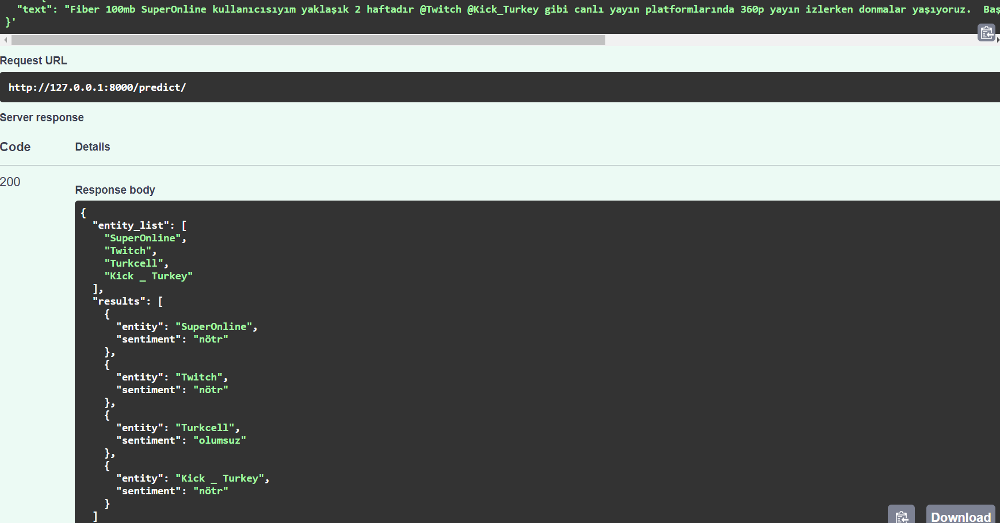 "text": "Fiber 100mb SuperOnline kullanıcısıyım yaklaşık 2 haftadır @Twitch @Kick_Turkey gibi canlı yayın platformlarında 360p yayın izlerken donmalar yaşıyoruz.  Baş
}'
Request URL
http://127.0.0.1:8000/predict/
Server response
Code Details
200
Response body
{
"entity_list": [
"SuperOnline",
"Twitch",
"Turkcell",
"Kick _ Turkey"
],
"results": [
{
"entity": "SuperOnline",
"sentiment": "nötr"
},
{
"entity": "Twitch",
"sentiment": "nötr"
},
{
"entity": "Turkcell",
"sentiment": "olumsuz"
},
{
"entity": "Kick _ Turkey",
"sentiment": "nötr"
}
]
Download